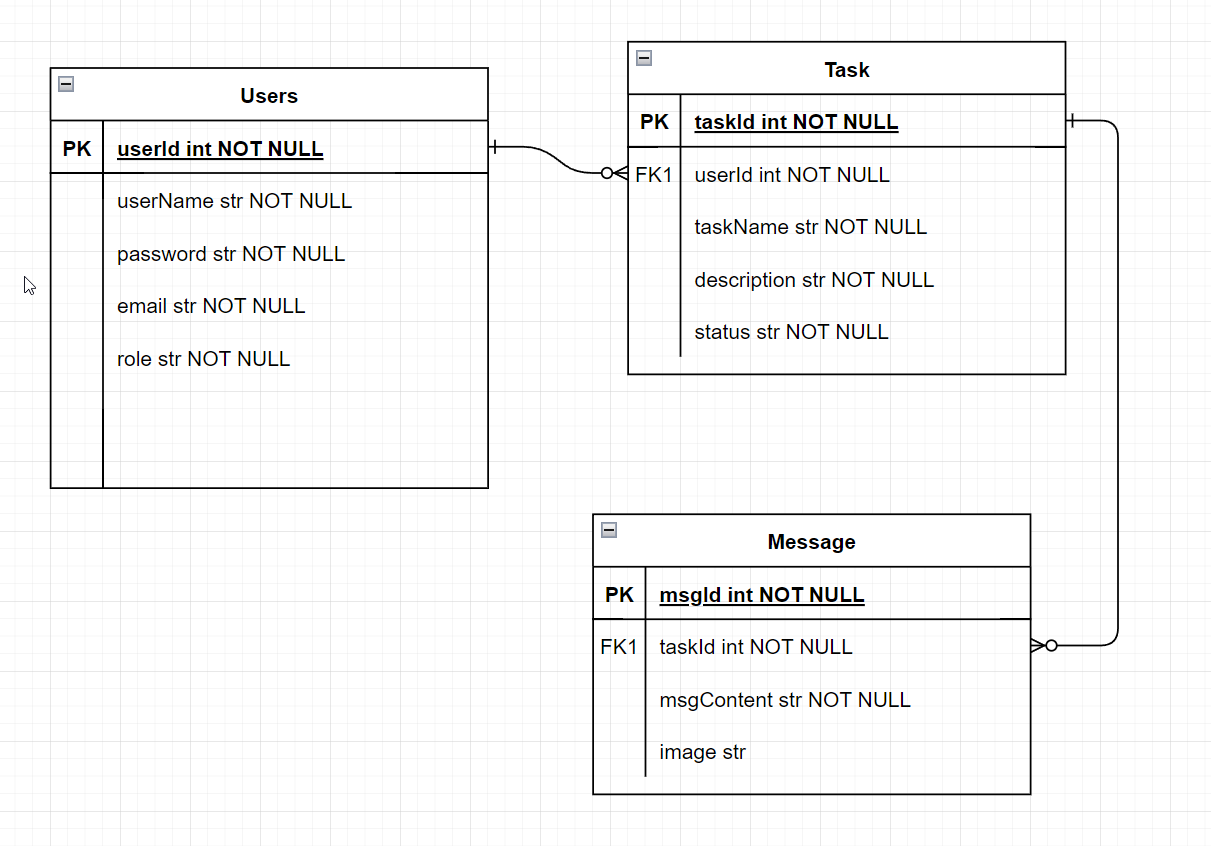 Users
PK userId int NOT NULL
userName str NOT NULL
password str NOT NULL
email str NOT NULL
role str NOT NULL
Task
PK taskId int NOT NULL
FK1 userId int NOT NULL
taskName str NOT NULL
description str NOT NULL
status str NOT NULL
Message
PK msgId int NOT NULL
FK1 taskId int NOT NULL
msgContent str NOT NULL
image str